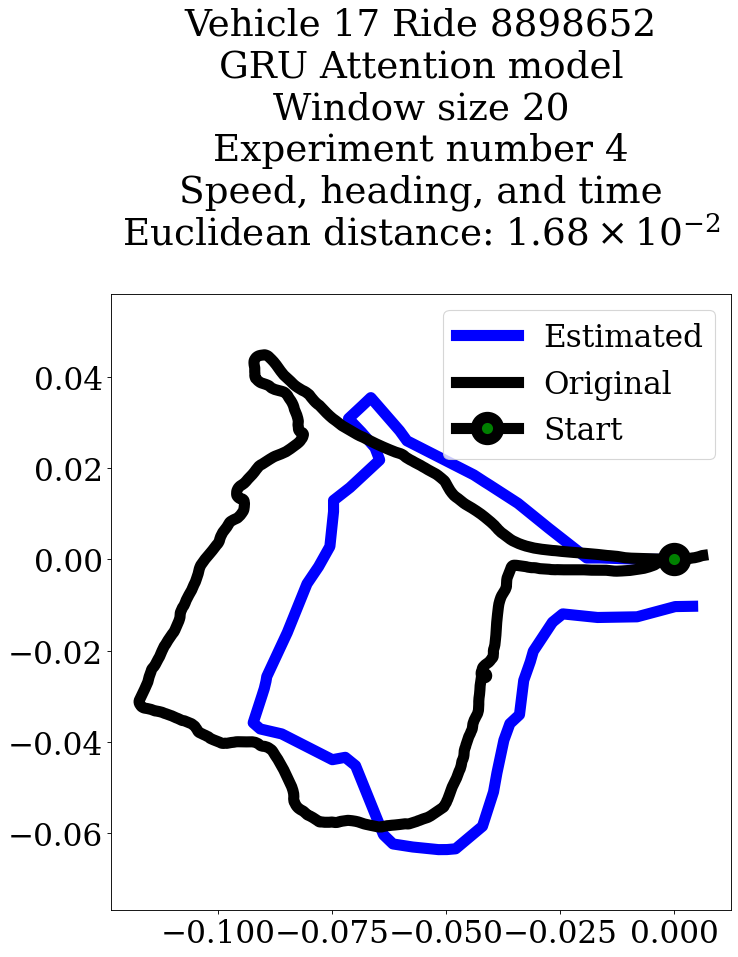 Vehicle 17 Ride 8898652
GRU Attention model
Window size 20
Experiment number 4
Speed, heading, and time
Euclidean distance: 1.68 × 10⁻²
Estimated
Original
Start
0.04
0.02
0.00
−0.02
−0.04
−0.06
−0.100 −0.075 −0.050 −0.025 0.000